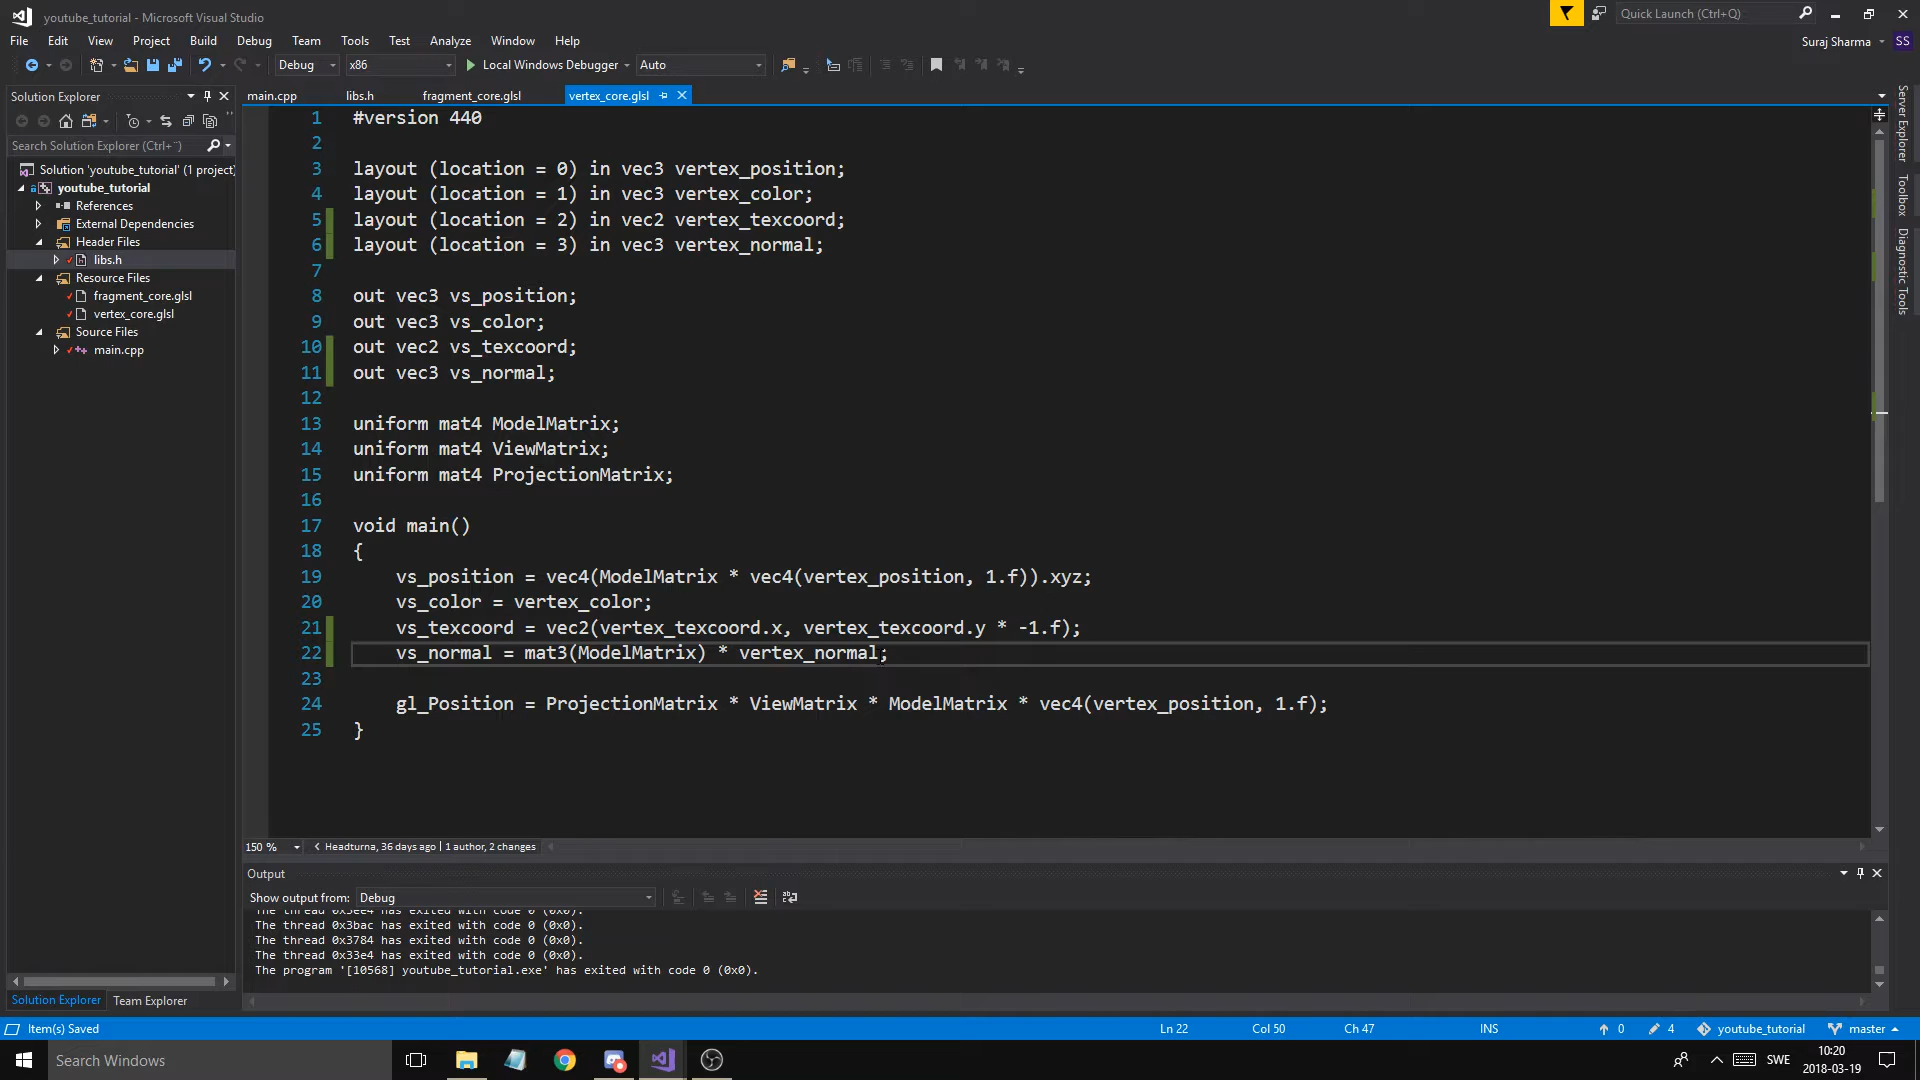 youtube_tutorial - Microsoft Visual Studio
Quick Launch (Ctrl+Q)
File Edit View Project Build Debug Team Tools Test Analyze Window Help
Suraj Sharma SS
Debug x86 Local Windows Debugger Auto
Solution Explorer
main.cpp libs.h fragment_core.glsl vertex_core.glsl
Search Solution Explorer (Ctrl+¨)
Solution 'youtube_tutorial' (1 project)
youtube_tutorial
References
External Dependencies
Header Files
libs.h
Resource Files
fragment_core.glsl
vertex_core.glsl
Source Files
main.cpp
1 #version 440
2
3 layout (location = 0) in vec3 vertex_position;
4 layout (location = 1) in vec3 vertex_color;
5 layout (location = 2) in vec2 vertex_texcoord;
6 layout (location = 3) in vec3 vertex_normal;
7
8 out vec3 vs_position;
9 out vec3 vs_color;
10 out vec2 vs_texcoord;
11 out vec3 vs_normal;
12
13 uniform mat4 ModelMatrix;
14 uniform mat4 ViewMatrix;
15 uniform mat4 ProjectionMatrix;
16
17 void main()
18 {
19 vs_position = vec4(ModelMatrix * vec4(vertex_position, 1.f)).xyz;
20 vs_color = vertex_color;
21 vs_texcoord = vec2(vertex_texcoord.x, vertex_texcoord.y * -1.f);
22 vs_normal = mat3(ModelMatrix) * vertex_normal;
23
24 gl_Position = ProjectionMatrix * ViewMatrix * ModelMatrix * vec4(vertex_position, 1.f);
25 }
Server Explorer
Toolbox
Diagnostic Tools
150 % Headturna, 36 days ago | 1 author, 2 changes
Output
Show output from: Debug
The thread 0x3ee4 has exited with code 0 (0x0).
The thread 0x3bac has exited with code 0 (0x0).
The thread 0x3784 has exited with code 0 (0x0).
The thread 0x33e4 has exited with code 0 (0x0).
The program '[10568] youtube_tutorial.exe' has exited with code 0 (0x0).
Solution Explorer Team Explorer
Item(s) Saved Ln 22 Col 50 Ch 47 INS 0 4 youtube_tutorial master
Search Windows
SWE
10:20
2018-03-19